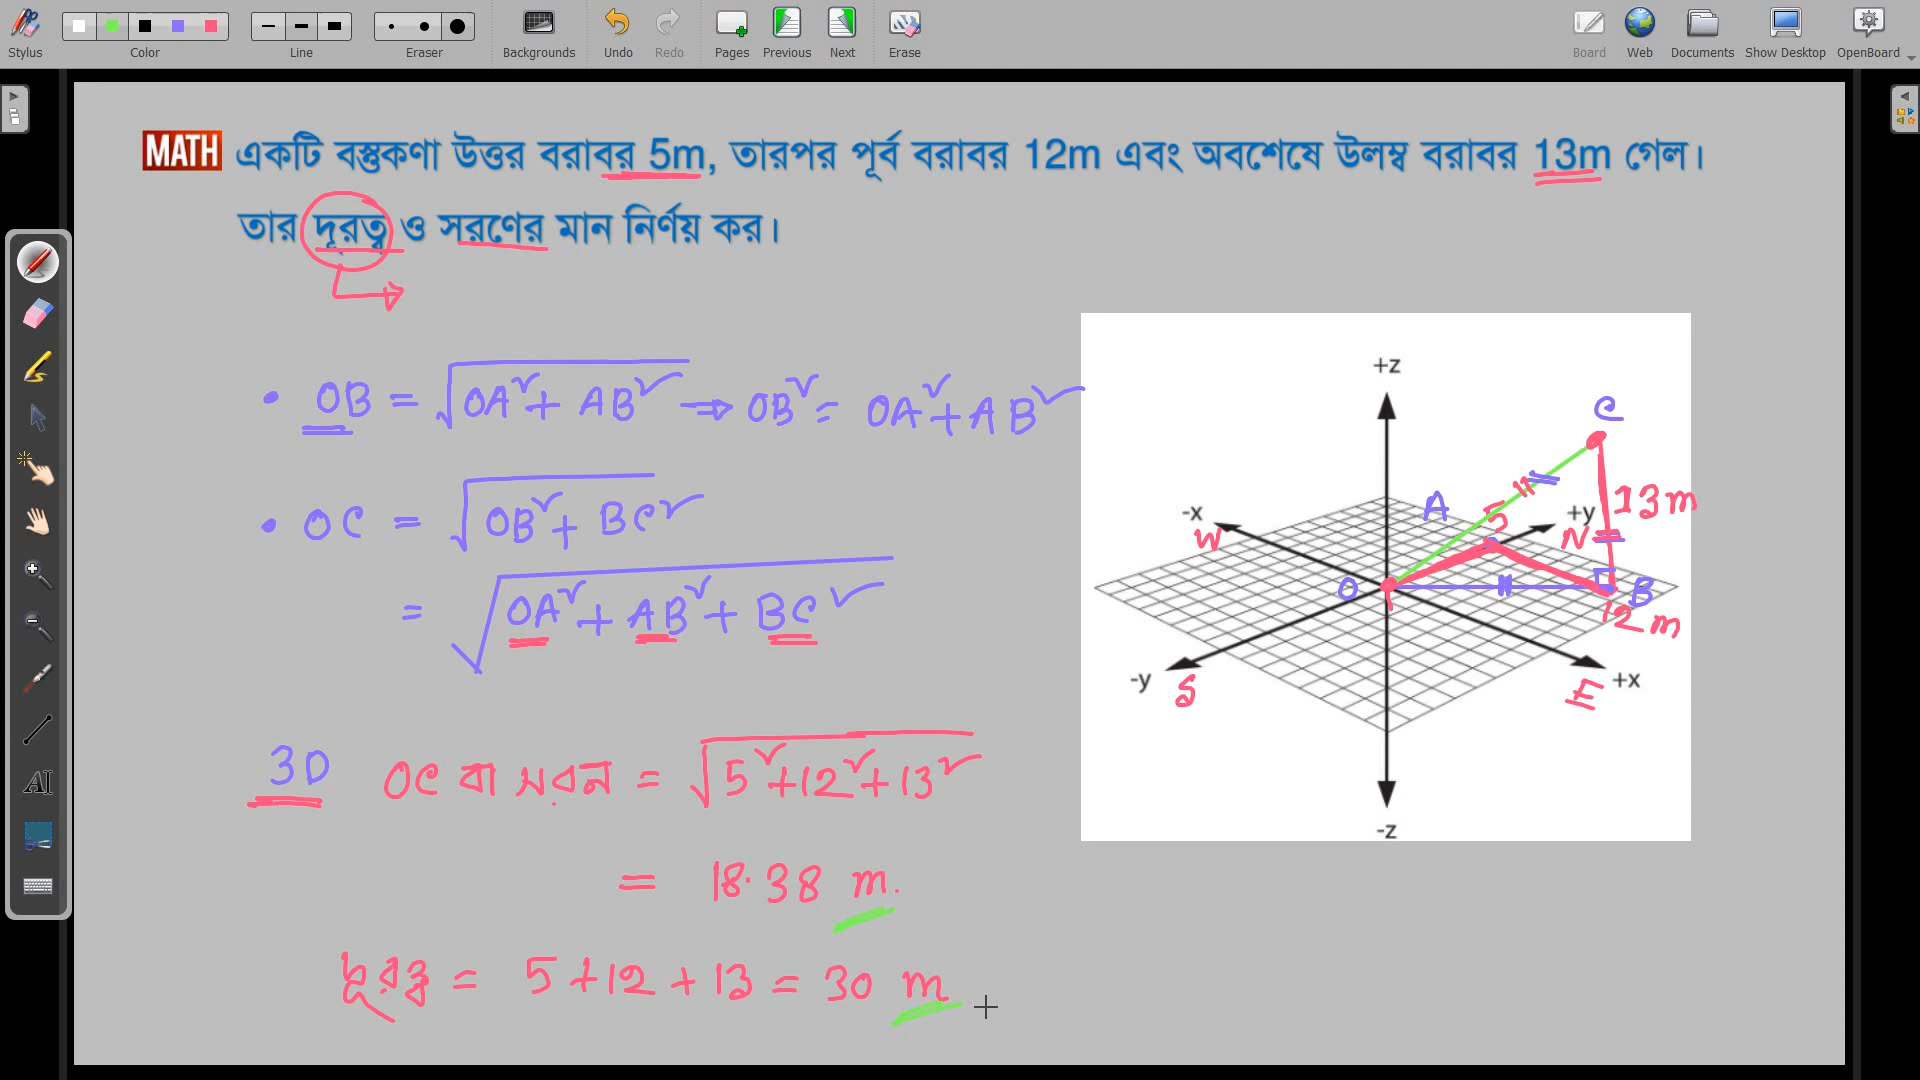 Stylus Color Line Eraser Backgrounds Undo Redo Pages Previous Next Erase Board Web Documents Show Desktop OpenBoard
MATH একটি বস্তুকণা উত্তর বরাবর 5m, তারপর পূর্ব বরাবর 12m এবং অবশেষে উলম্ব বরাবর 13m গেল।
তার দূরত্ব ও সরণের মান নির্ণয় কর।
• OB = √OA² + AB² → OB² = OA² + AB²
• OC = √OB² + BC²
= √OA² + AB² + BC²
3D OC বা সরন = √5² + 12² + 13²
= 18.38 m.
দূরত্ব = 5 + 12 + 13 = 30 m
+z
C
A 5 13m
-x +y
W N
O B
12m
-y S E +x
-z
AI